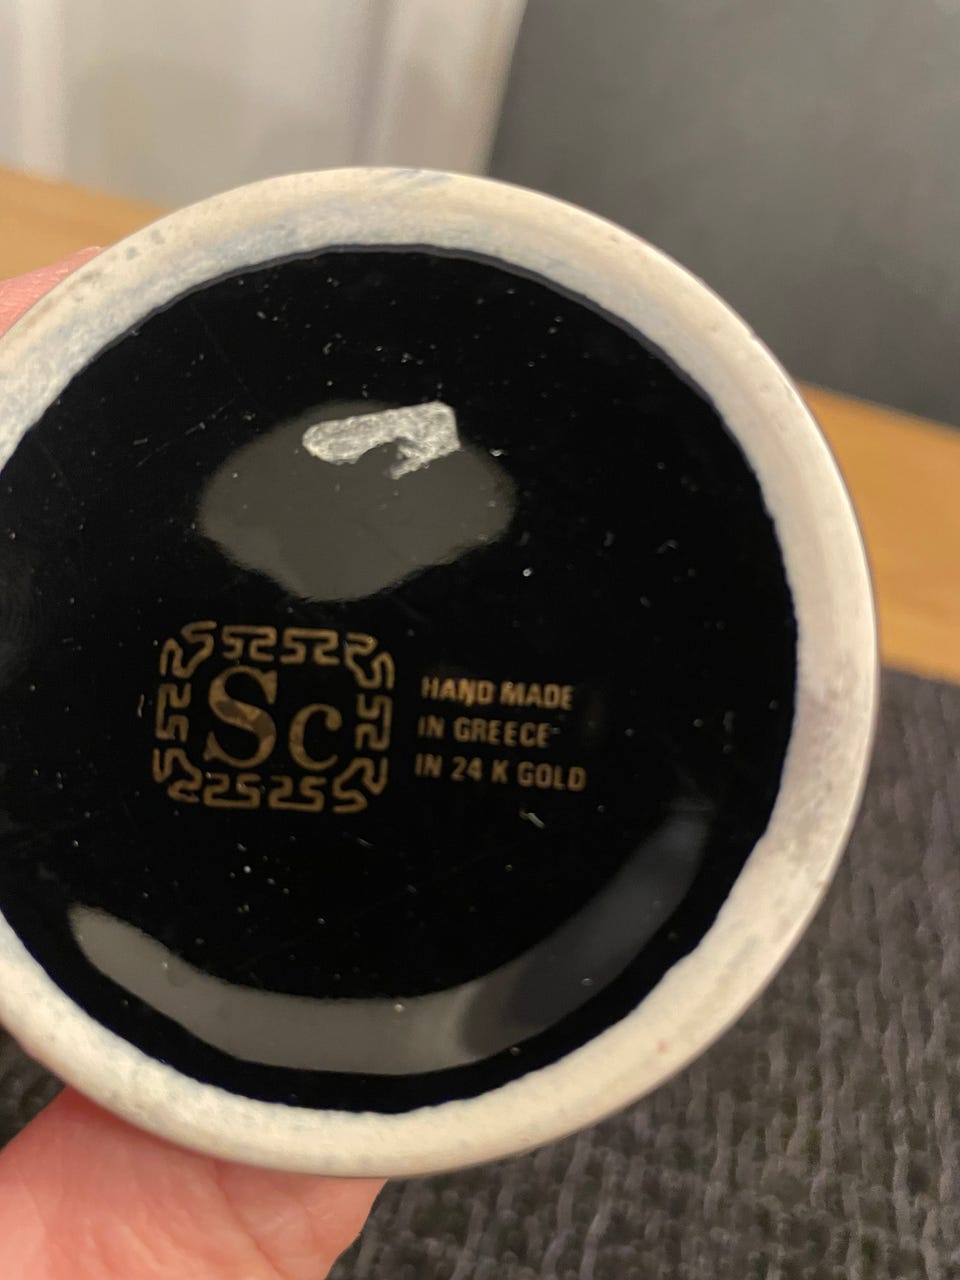 Sc
HAND MADE
IN GREECE
IN 24 K GOLD